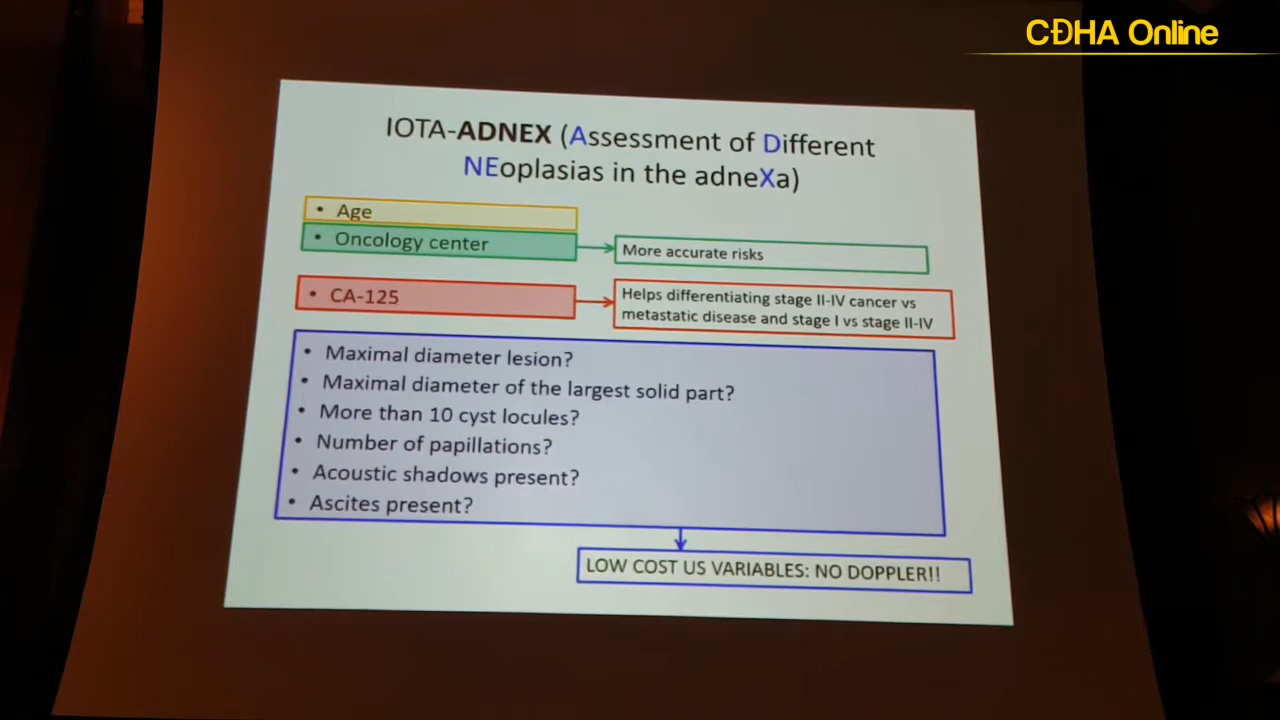 CĐHA Online
IOTA-ADNEX (Assessment of Different
NEoplasias in the adneXa)
• Age
• Oncology center
More accurate risks
• CA-125
Helps differentiating stage II-IV cancer vs
metastatic disease and stage I vs stage II-IV
• Maximal diameter lesion?
• Maximal diameter of the largest solid part?
• More than 10 cyst locules?
• Number of papillations?
• Acoustic shadows present?
• Ascites present?
LOW COST US VARIABLES: NO DOPPLER!!